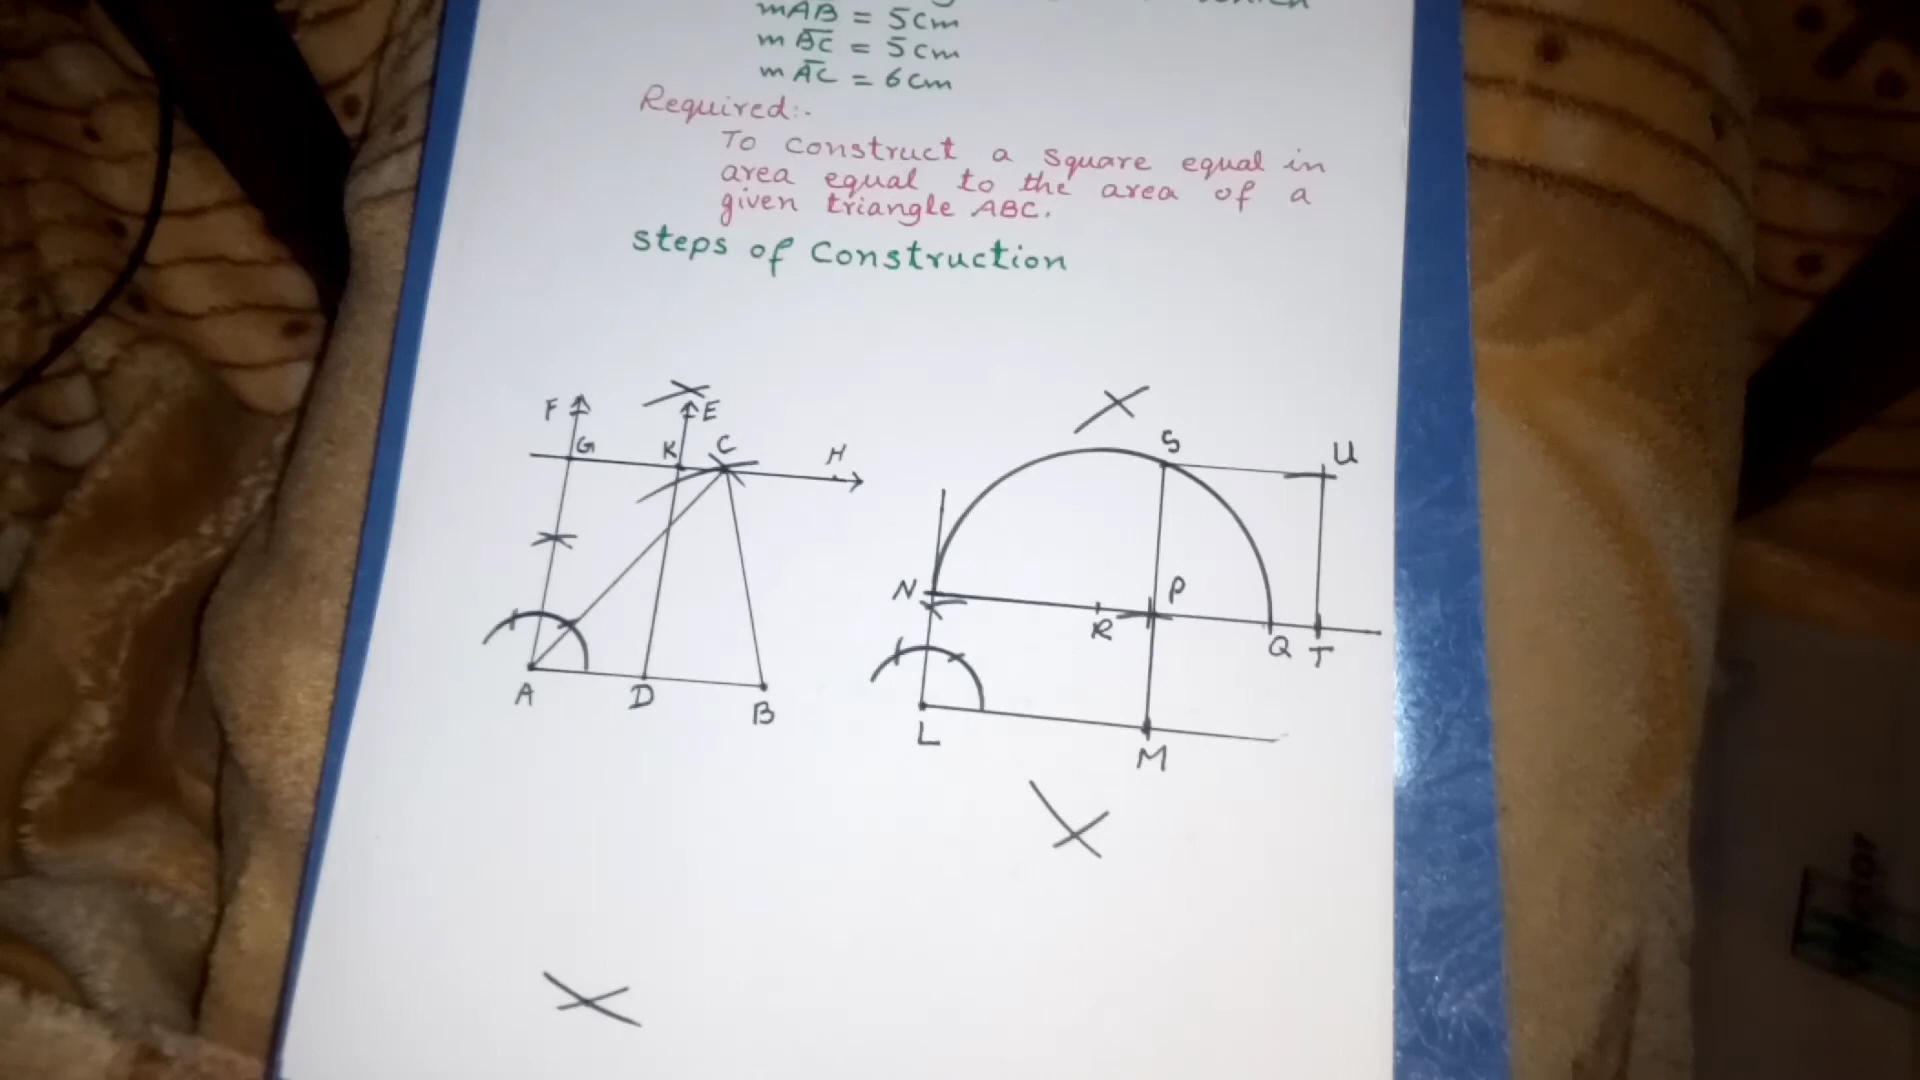 which
mAB = 5cm
mBC = 5cm
mAC = 6cm
Required:-
To construct a square equal in
area equal to the area of a
given triangle ABC.
steps of Construction
F E
G K C H
A D B
S U
N P
R Q T
L M